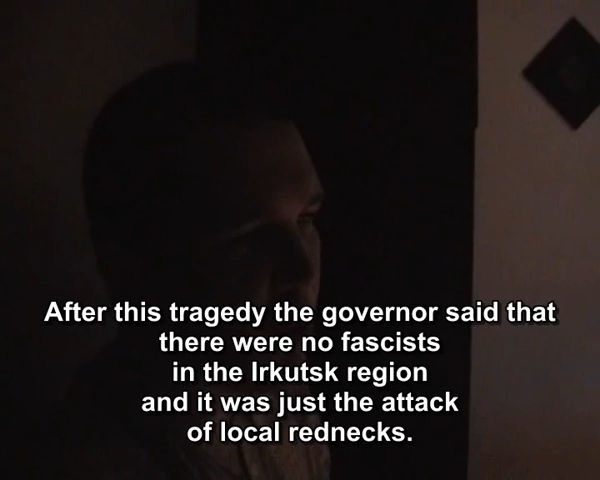 After this tragedy the governor said that
there were no fascists
in the Irkutsk region
and it was just the attack
of local rednecks.